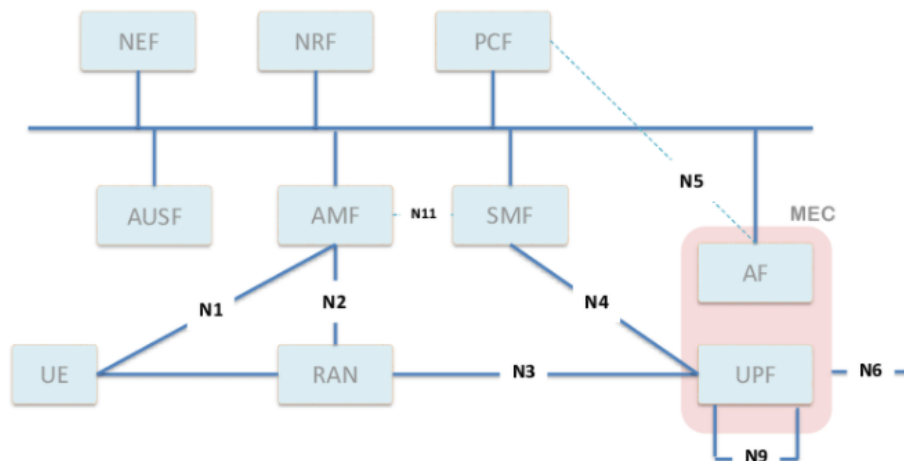 NEF
NRF
PCF
N5
AUSF
AMF
N11
SMF
MEC
AF
N1
N2
N4
UE
RAN
N3
UPF
N6
N9